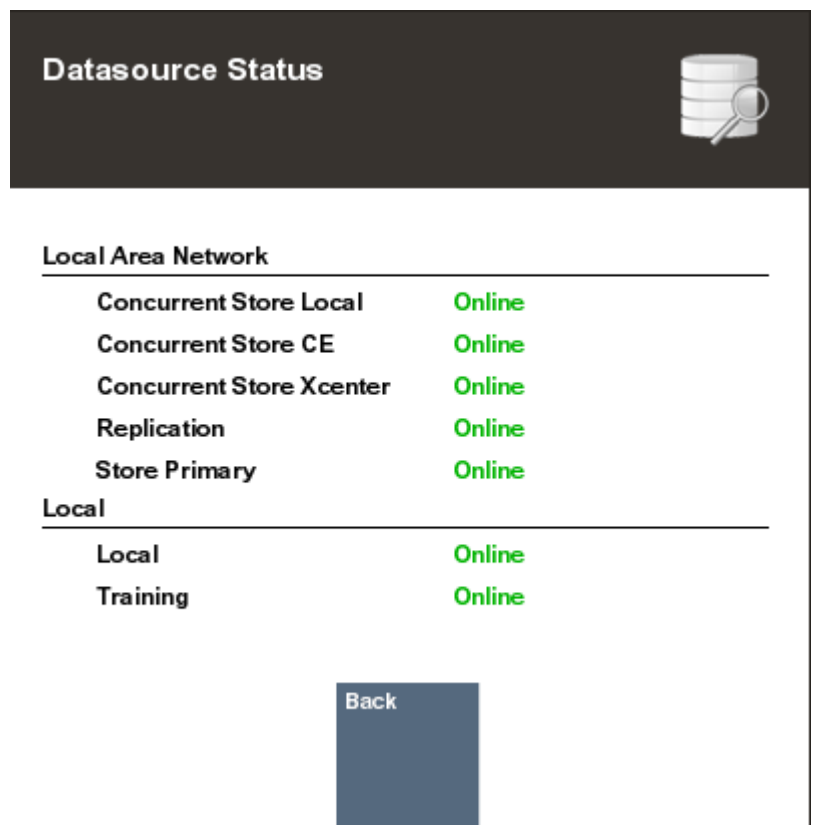 Datasource Status
Local Area Network
Concurrent Store Local Online
Concurrent Store CE Online
Concurrent Store Xcenter Online
Replication Online
Store Primary Online
Local
Local Online
Training Online
Back